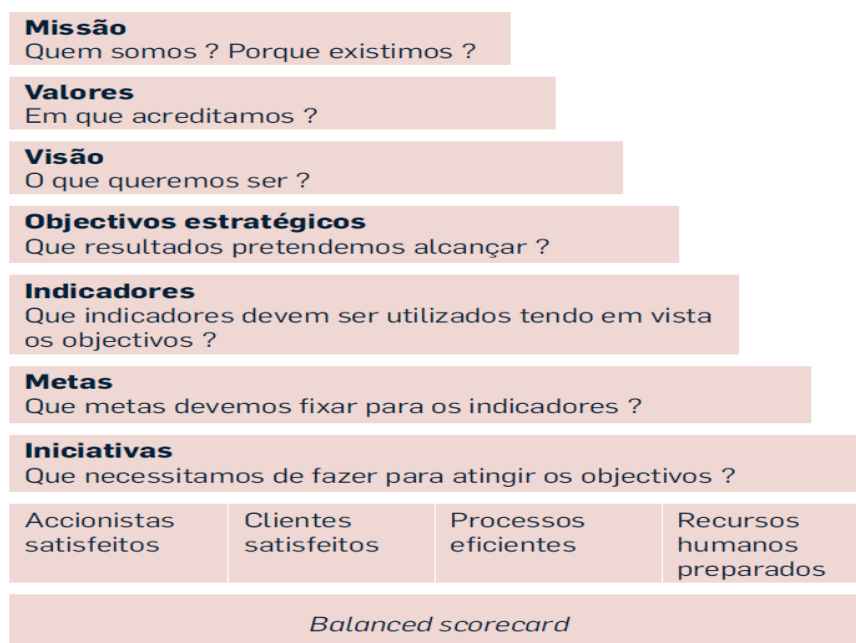 Missão
Quem somos ? Porque existimos ?
Valores
Em que acreditamos ?
Visão
O que queremos ser ?
Objectivos estratégicos
Que resultados pretendemos alcançar ?
Indicadores
Que indicadores devem ser utilizados tendo em vista
os objectivos ?
Metas
Que metas devemos fixar para os indicadores ?
Iniciativas
Que necessitamos de fazer para atingir os objectivos ?
Accionistas
satisfeitos
Clientes
satisfeitos
Processos
eficientes
Recursos
humanos
preparados
Balanced scorecard